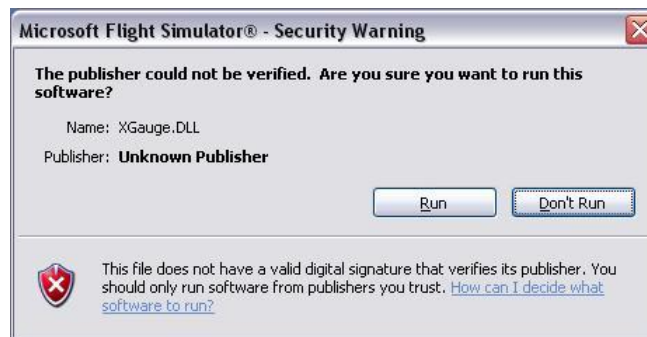 Microsoft Flight Simulator® - Security Warning
The publisher could not be verified.  Are you sure you want to run this
software?
Name: XGauge.DLL
Publisher: Unknown Publisher
Run Don't Run
This file does not have a valid digital signature that verifies its publisher. You
should only run software from publishers you trust. How can I decide what
software to run?